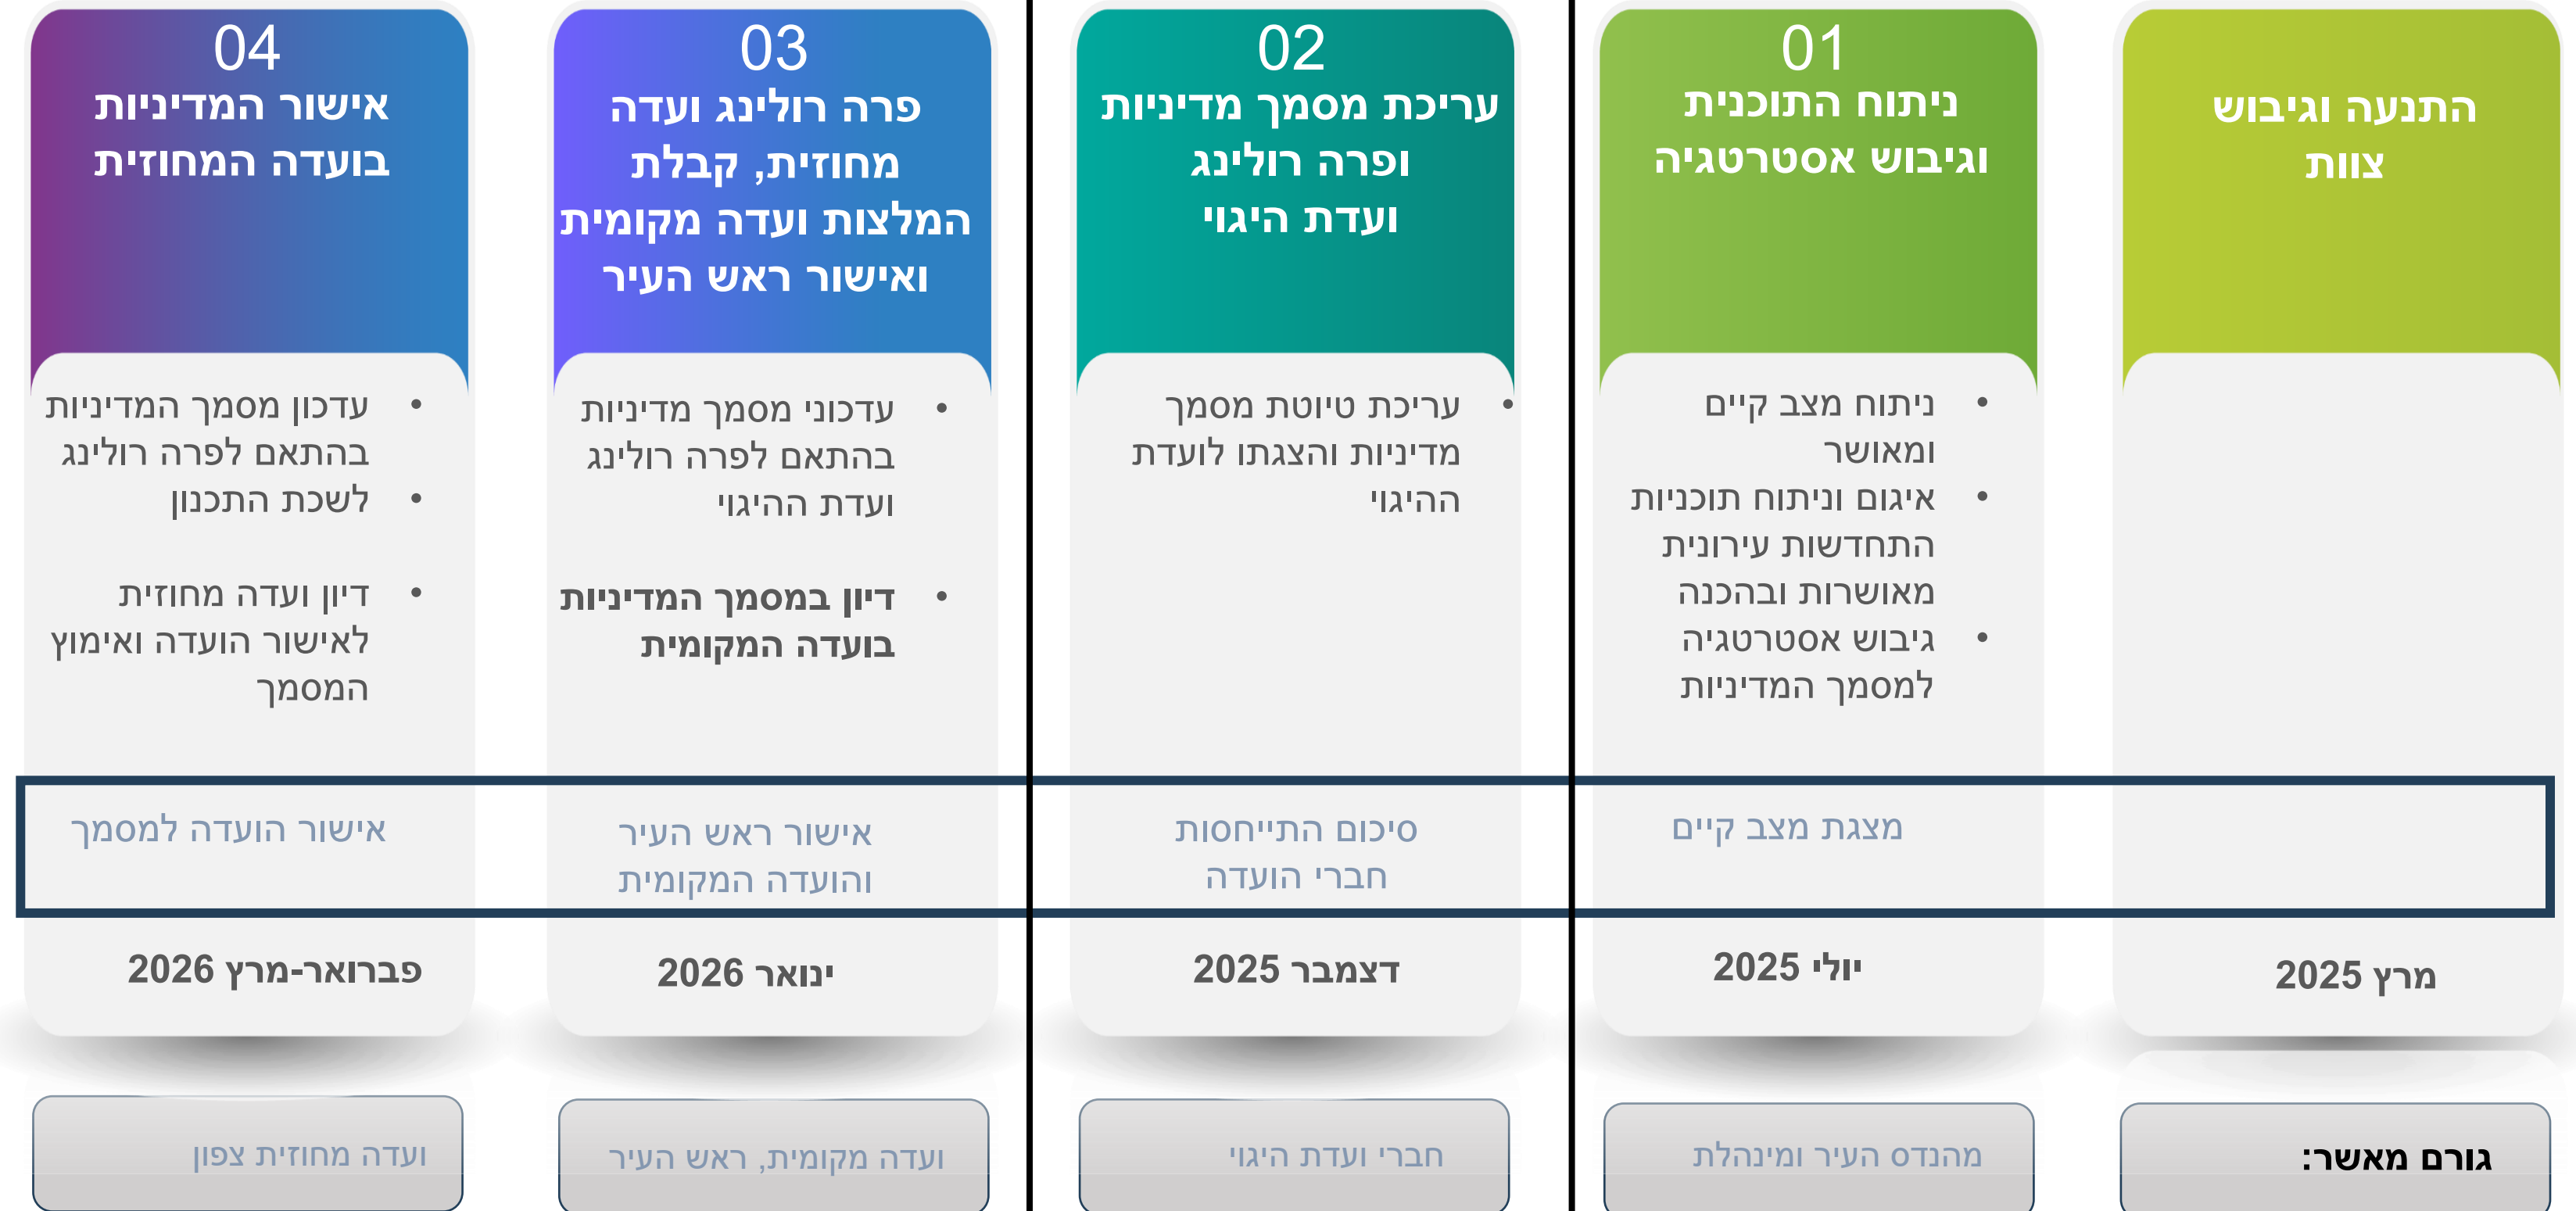 התנעה וגיבוש
צוות
מרץ 2025
גורם מאשר:
01
ניתוח התוכנית
וגיבוש אסטרטגיה
• ניתוח מצב קיים
ומאושר
• איגום וניתוח תוכניות
התחדשות עירונית
מאושרות ובהכנה
• גיבוש אסטרטגיה
למסמך המדיניות
מצגת מצב קיים
יולי 2025
מהנדס העיר ומינהלת
02
עריכת מסמך מדיניות
ופרה רולינג
ועדת היגוי
• עריכת טיוטת מסמך
מדיניות והצגתו לועדת
ההיגוי
סיכום התייחסות
חברי הועדה
דצמבר 2025
חברי ועדת היגוי
03
פרה רולינג ועדה
מחוזית, קבלת
המלצות ועדה מקומית
ואישור ראש העיר
• עדכוני מסמך מדיניות
בהתאם לפרה רולינג
ועדת ההיגוי
• דיון במסמך המדיניות
בועדה המקומית
אישור ראש העיר
והועדה המקומית
ינואר 2026
ועדה מקומית, ראש העיר
04
אישור המדיניות
בועדה המחוזית
• עדכון מסמך המדיניות
בהתאם לפרה רולינג
• לשכת התכנון
• דיון ועדה מחוזית
לאישור הועדה ואימוץ
המסמך
אישור הועדה למסמך
פברואר-מרץ 2026
ועדה מחוזית צפון